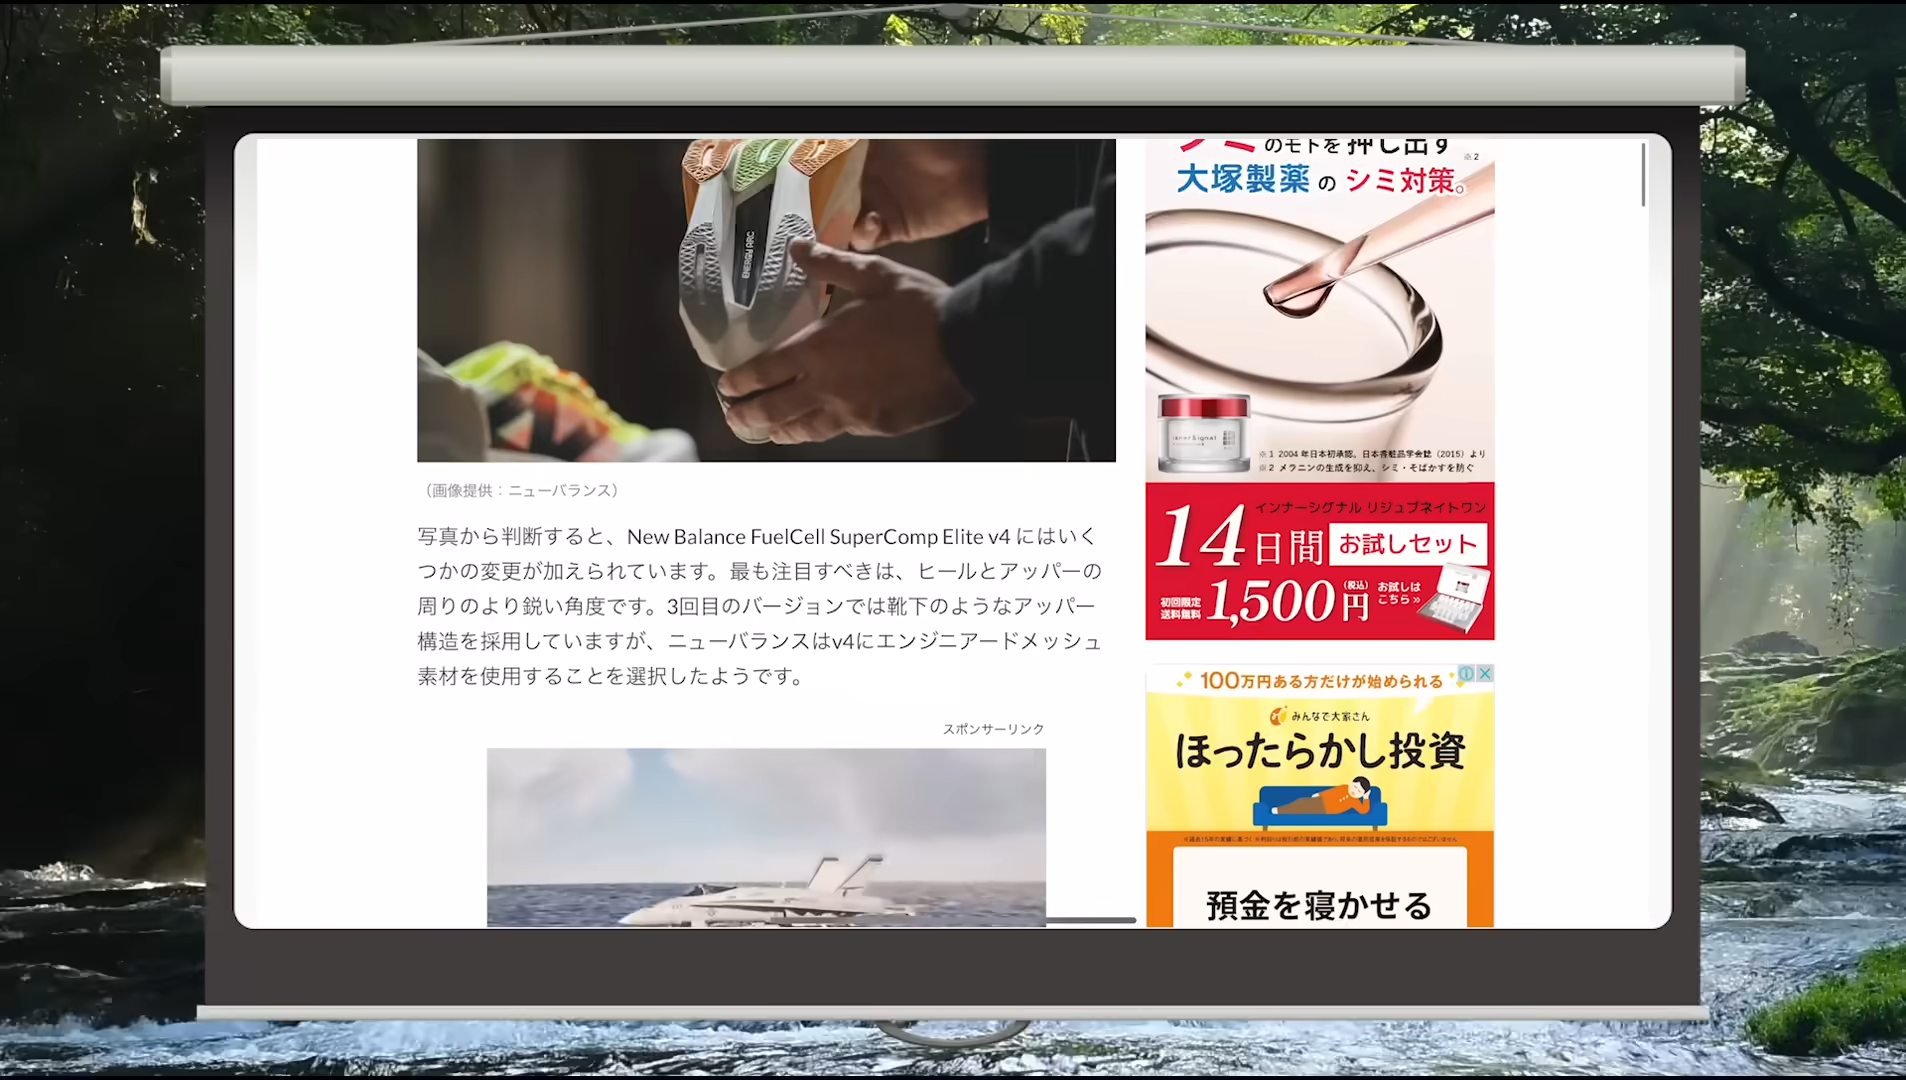 ENERGY ARC
（画像提供：ニューバランス）
写真から判断すると、New Balance FuelCell SuperComp Elite v4 にはいく
つかの変更が加えられています。最も注目すべきは、ヒールとアッパーの
周りのより鋭い角度です。3回目のバージョンでは靴下のようなアッパー
構造を採用していますが、ニューバランスはv4にエンジニアードメッシュ
素材を使用することを選択したようです。
スポンサーリンク
シミのモトを押し出す
※2
大塚製薬のシミ対策。
※1 2004年日本初承認。日本香粧品学会誌（2015）より
※2 メラニンの生成を抑え、シミ・そばかすを防ぐ
インナーシグナル リジュブネイトワン
14日間 お試しセット
初回限定
送料無料
1,500円
(税込)
お試しは
こちら»
100万円ある方だけが始められる
みんなで大家さん
ほったらかし投資
預金を寝かせる